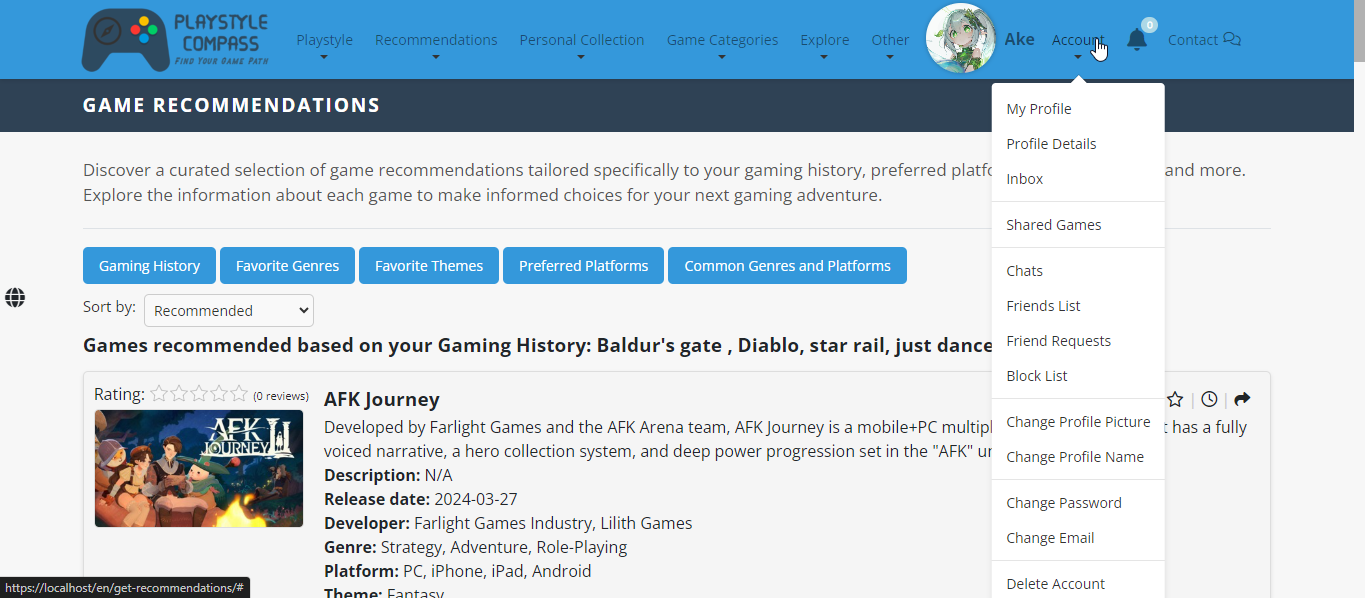 PLAYSTYLE
COMPASS
FIND YOUR GAME PATH
Playstyle
Recommendations
Personal Collection
Game Categories
Explore
Other
Ake
Account
0
Contact
GAME RECOMMENDATIONS
My Profile
Profile Details
Inbox
Shared Games
Chats
Friends List
Friend Requests
Block List
Change Profile Picture
Change Profile Name
Change Password
Change Email
Delete Account
Discover a curated selection of game recommendations tailored specifically to your gaming history, preferred and more.
Explore the information about each game to make informed choices for your next gaming adventure.
Gaming History
Favorite Genres
Favorite Themes
Preferred Platforms
Common Genres and Platforms
Sort by:
Recommended
Games recommended based on your Gaming History: Baldur's gate , Diablo, star rail, just dance
Rating: (0 reviews)
AFK
JOURNEY
AFK Journey
Developed by Farlight Games and the AFK Arena team, AFK Journey is a mobile+PC has a fully
voiced narrative, a hero collection system, and deep power progression set in the "AFK"
Description: N/A
Release date: 2024-03-27
Developer: Farlight Games Industry, Lilith Games
Genre: Strategy, Adventure, Role-Playing
Platform: PC, iPhone, iPad, Android
Theme: Fantasy
https://localhost/en/get-recommendations/#